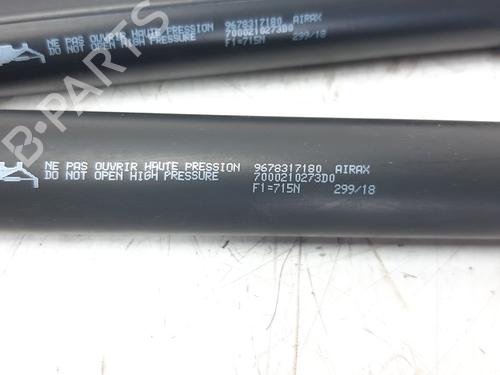 NE PAS OUVRIR HAUTE PRESSION 9678317180 AIRAX
DO NOT OPEN HIGH PRESSURE 7000210273D0
F1=715N 299/18
NE PAS OUVRIR HAUTE PRESSION 9678317180 AIRAX
DO NOT OPEN HIGH PRESSURE 7000210273D0
F1=715N 299/18
B-PARTS